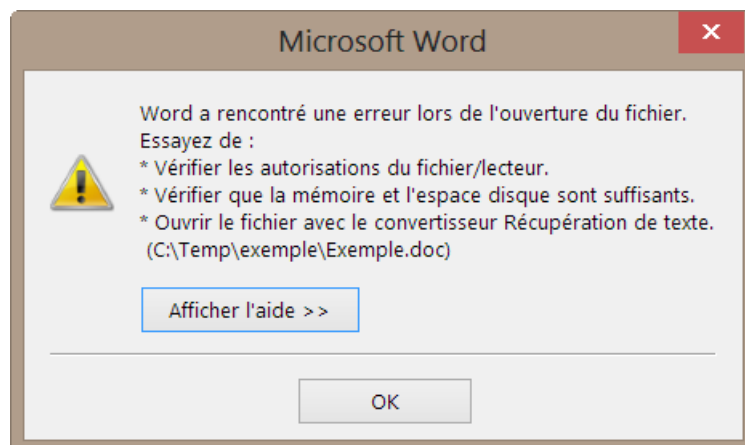 Microsoft Word
Word a rencontré une erreur lors de l'ouverture du fichier.
Essayez de :
* Vérifier les autorisations du fichier/lecteur.
* Vérifier que la mémoire et l'espace disque sont suffisants.
* Ouvrir le fichier avec le convertisseur Récupération de texte.
(C:\Temp\exemple\Exemple.doc)
Afficher l'aide >>
OK